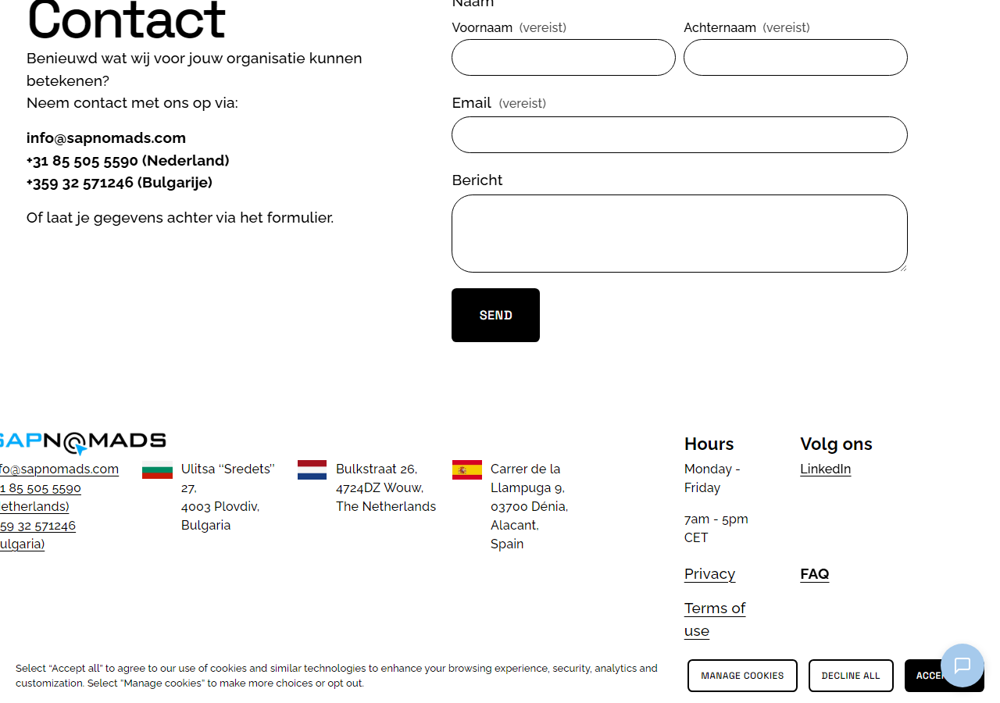 Contact
Benieuwd wat wij voor jouw organisatie kunnen
betekenen?
Neem contact met ons op via:
info@sapnomads.com
+31 85 505 5590 (Nederland)
+359 32 571246 (Bulgarije)
Of laat je gegevens achter via het formulier.
Naam
Voornaam (vereist)
Achternaam (vereist)
Email (vereist)
Bericht
SEND
SAPNOMADS
fo@sapnomads.com
1 85 505 5590
etherlands)
59 32 571246
ulgaria)
Ulitsa ‘‘Sredets’’
27,
4003 Plovdiv,
Bulgaria
Bulkstraat 26,
4724DZ Wouw,
The Netherlands
Carrer de la
Llampuga 9,
03700 Dénia,
Alacant,
Spain
Hours
Monday -
Friday
7am - 5pm
CET
Volg ons
LinkedIn
Privacy
FAQ
Terms of
use
Select “Accept all” to agree to our use of cookies and similar technologies to enhance your browsing experience, security, analytics and
customization. Select ”Manage cookies” to make more choices or opt out.
MANAGE COOKIES
DECLINE ALL